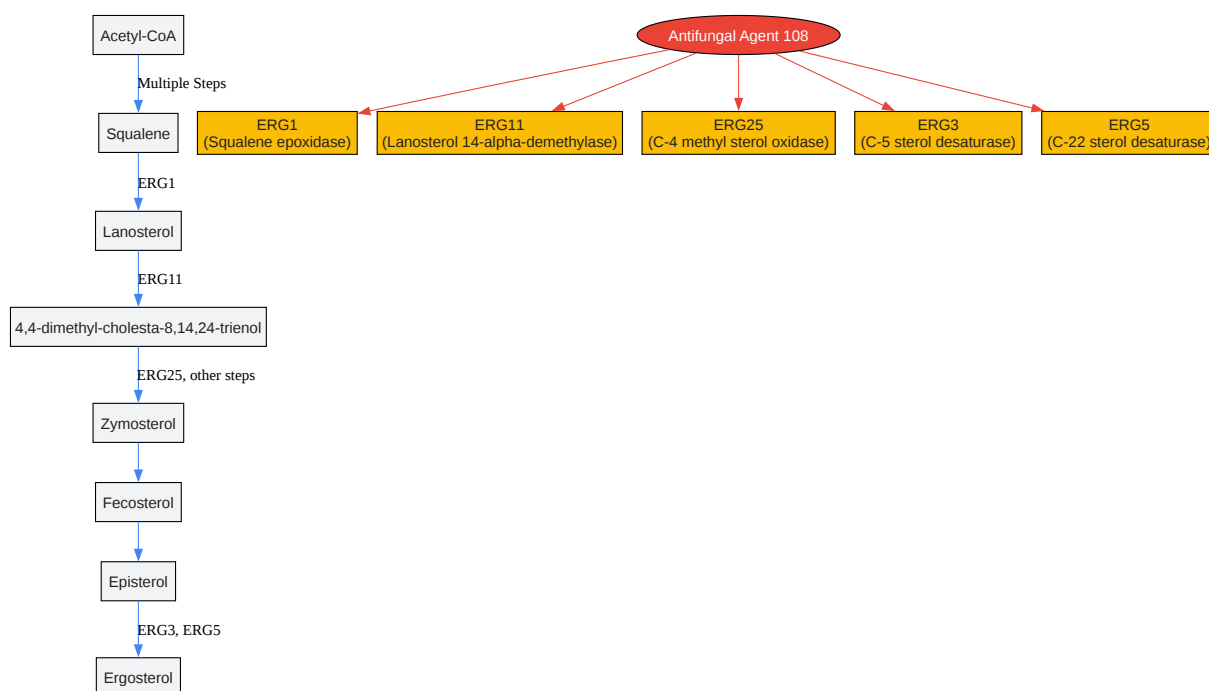 Acetyl-CoA
Antifungal Agent 108
Multiple Steps
Squalene
ERG1
(Squalene epoxidase)
ERG11
(Lanosterol 14-alpha-demethylase)
ERG25
(C-4 methyl sterol oxidase)
ERG3
(C-5 sterol desaturase)
ERG5
(C-22 sterol desaturase)
ERG1
Lanosterol
ERG11
4,4-dimethyl-cholesta-8,14,24-trienol
ERG25, other steps
Zymosterol
Fecosterol
Episterol
ERG3, ERG5
Ergosterol